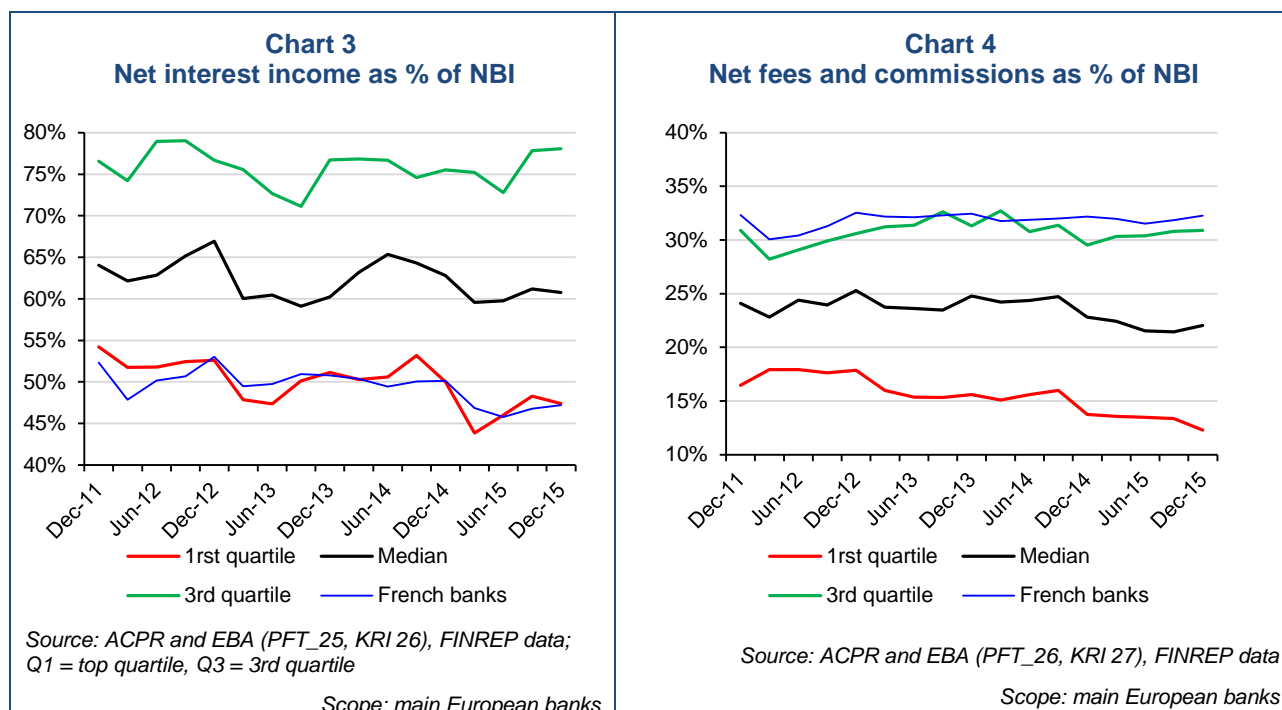 Chart 3
Net interest income as % of NBI
80%
75%
70%
65%
60%
55%
50%
45%
40%
Dec-11
Jun-12
Dec-12
Jun-13
Dec-13
Jun-14
Dec-14
Jun-15
Dec-15
1rst quartile
Median
3rd quartile
French banks
Source: ACPR and EBA (PFT_25, KRI 26), FINREP data;
Q1 = top quartile, Q3 = 3rd quartile
Scope: main European banks
Chart 4
Net fees and commissions as % of NBI
40%
35%
30%
25%
20%
15%
10%
Dec-11
Jun-12
Dec-12
Jun-13
Dec-13
Jun-14
Dec-14
Jun-15
Dec-15
1rst quartile
Median
3rd quartile
French banks
Source: ACPR and EBA (PFT_26, KRI 27), FINREP data
Scope: main European banks